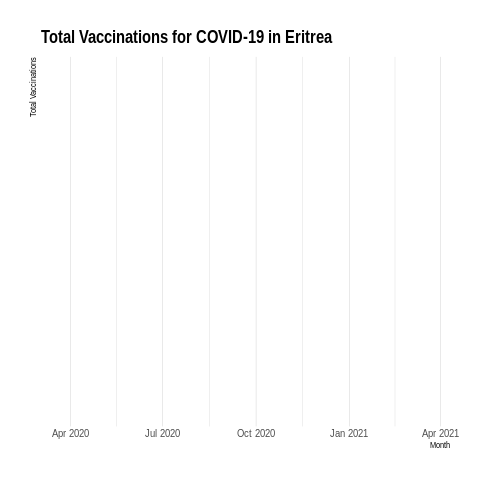 Total Vaccinations for COVID-19 in Eritrea
Total Vaccinations
Apr 2020
Jul 2020
Oct 2020
Jan 2021
Apr 2021
Month